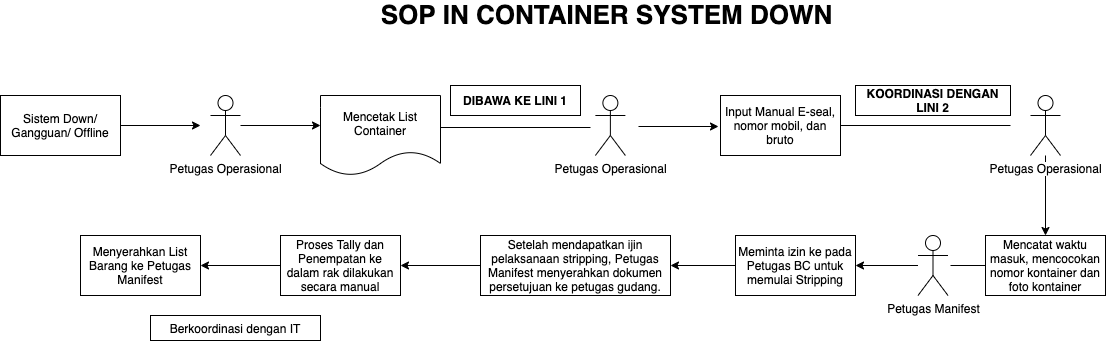 SOP IN CONTAINER SYSTEM DOWN
Sistem Down/
Gangguan/ Offline
Petugas Operasional
Mencetak List
Container
DIBAWA KE LINI 1
Petugas Operasional
Input Manual E-seal,
nomor mobil, dan
bruto
KOORDINASI DENGAN
LINI 2
Petugas Operasional
Mencatat waktu
masuk, mencocokan
nomor kontainer dan
foto kontainer
Petugas Manifest
Meminta izin ke pada
Petugas BC untuk
memulai Stripping
Setelah mendapatkan ijin
pelaksanaan stripping, Petugas
Manifest menyerahkan dokumen
persetujuan ke petugas gudang.
Proses Tally dan
Penempatan ke
dalam rak dilakukan
secara manual
Menyerahkan List
Barang ke Petugas
Manifest
Berkoordinasi dengan IT